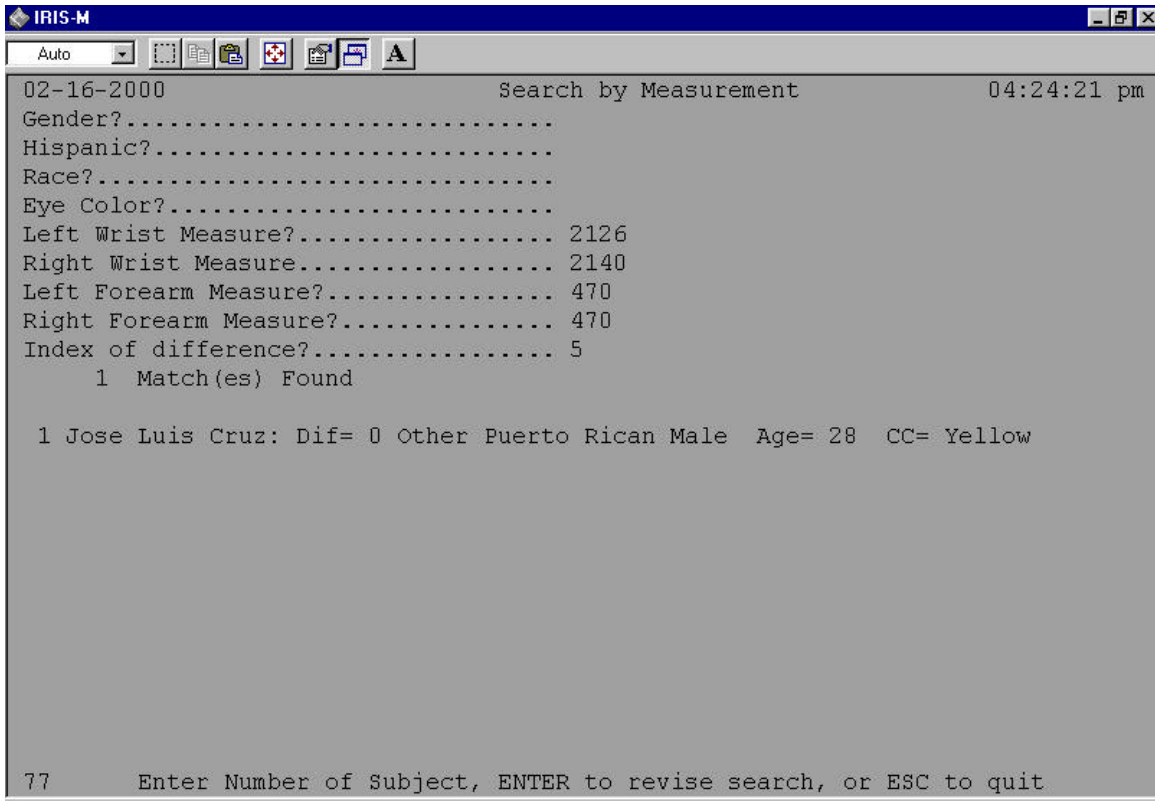 IRIS-M
Auto A
02-16-2000 Search by Measurement 04:24:21 pm
Gender?..............................
Hispanic?............................
Race?................................
Eye Color?...........................
Left Wrist Measure?.................. 2126
Right Wrist Measure.................. 2140
Left Forearm Measure?................ 470
Right Forearm Measure?............... 470
Index of difference?................. 5
1 Match(es) Found
1 Jose Luis Cruz: Dif= 0 Other Puerto Rican Male Age= 28 CC= Yellow
77 Enter Number of Subject, ENTER to revise search, or ESC to quit